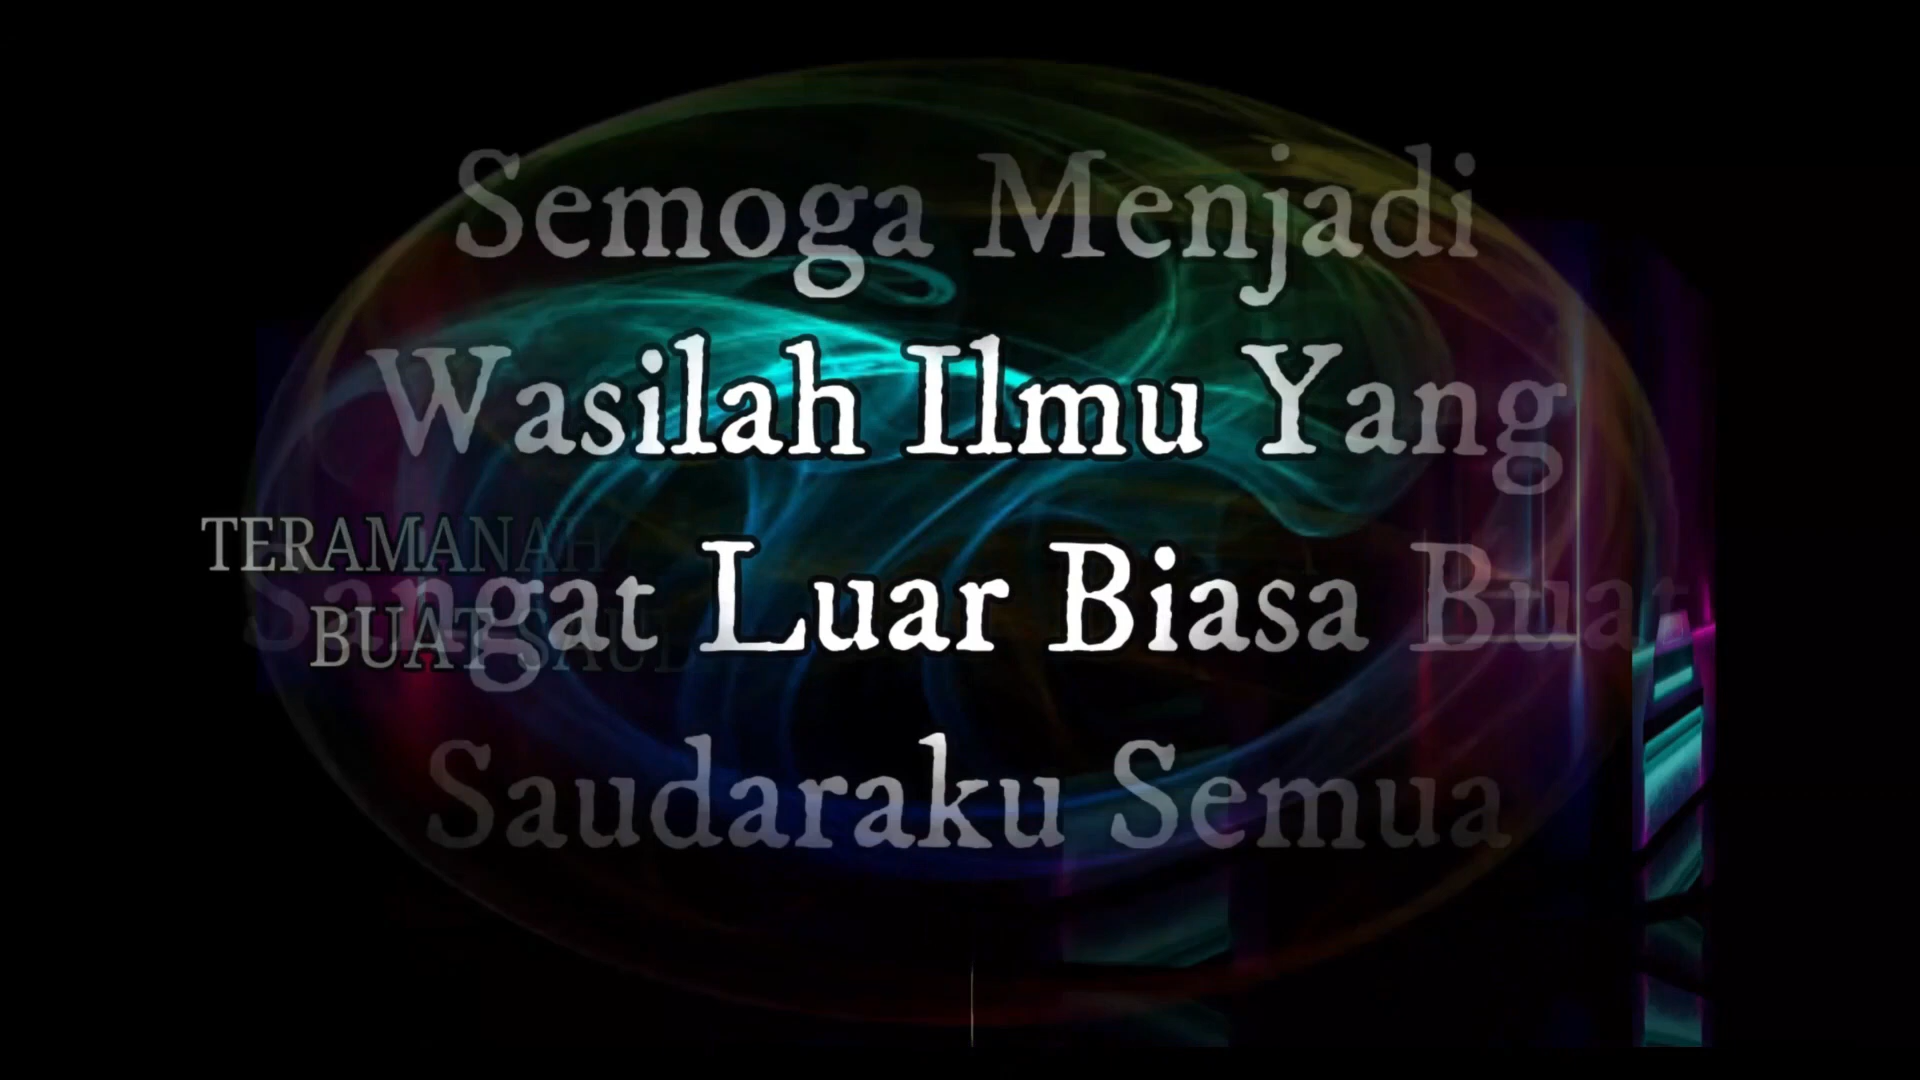 Semoga Menjadi
Wasilah Ilmu Yang
TERAMANAH
Sangat Luar Biasa Buat
BUAT
Saudaraku Semua